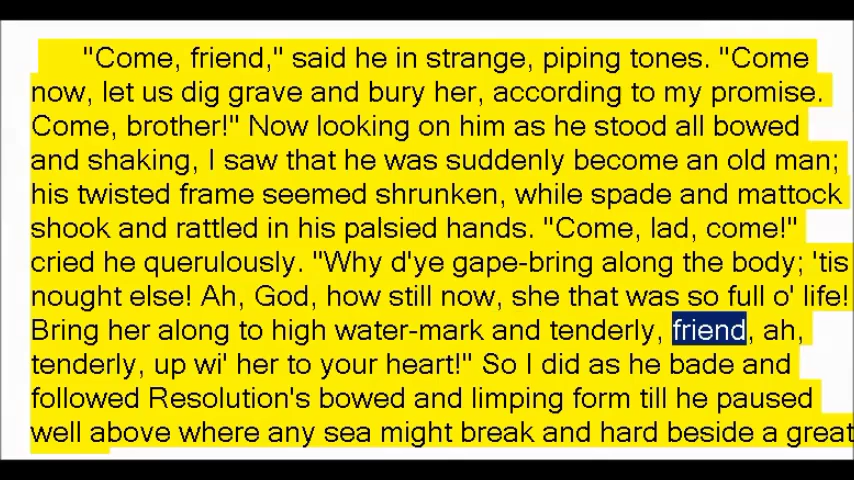 "Come, friend," said he in strange, piping tones. "Come
now, let us dig grave and bury her, according to my promise.
Come, brother!" Now looking on him as he stood all bowed
and shaking, I saw that he was suddenly become an old man;
his twisted frame seemed shrunken, while spade and mattock
shook and rattled in his palsied hands. "Come, lad, come!"
cried he querulously. "Why d'ye gape-bring along the body; 'tis
nought else! Ah, God, how still now, she that was so full o' life!
Bring her along to high water-mark and tenderly, friend, ah,
tenderly, up wi' her to your heart!" So I did as he bade and
followed Resolution's bowed and limping form till he paused
well above where any sea might break and hard beside a great